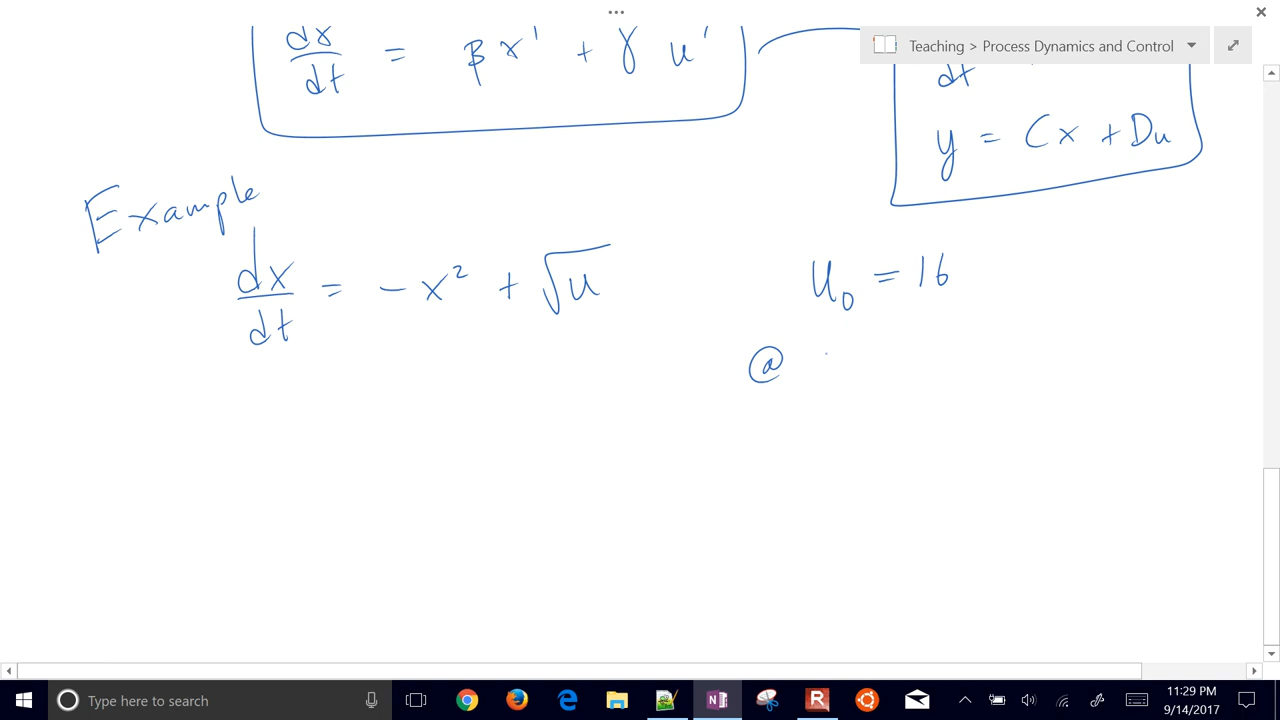 ...
Teaching > Process Dynamics and Control
dx/dt = βx' + γu'
dt
y = Cx + Du
Example
dx/dt = -x² + √u
u₀ = 16
@
Type here to search
11:29 PM
9/14/2017